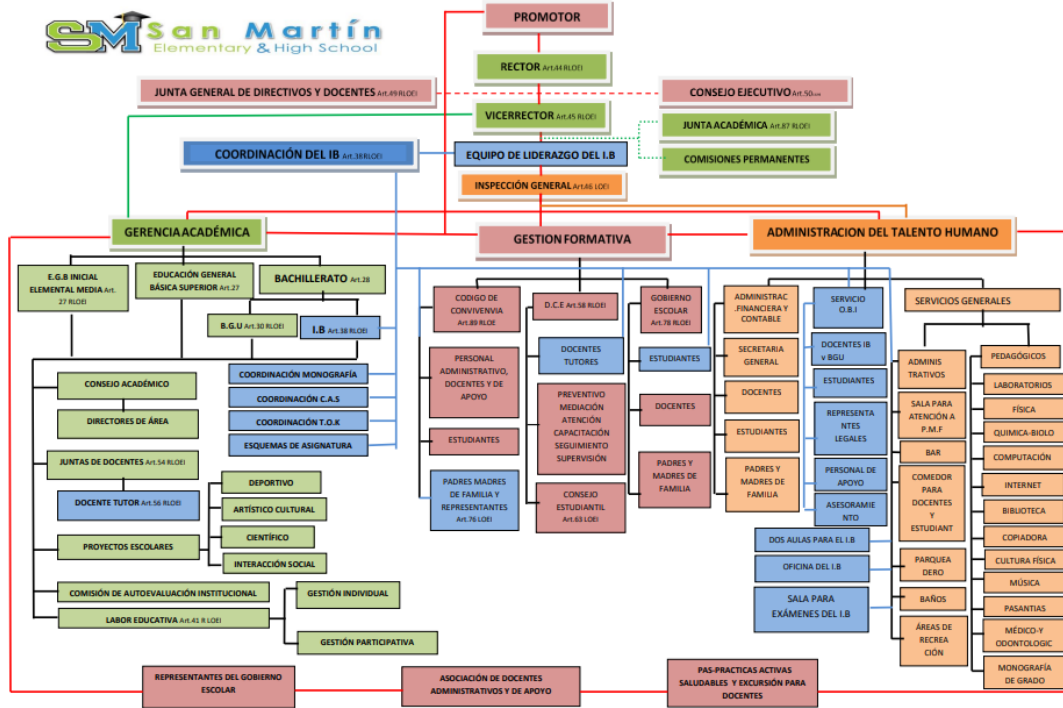 SM San Martín
Elementary & High School
PROMOTOR
RECTOR Art.44 RLOEI
JUNTA GENERAL DE DIRECTIVOS Y DOCENTES Art.49 RLOEI
CONSEJO EJECUTIVO Art.50
VICERRECTOR Art.45 RLOEI
JUNTA ACADÉMICA Art.87 RLOEI
COORDINACIÓN DEL IB Art.38 RLOEI
EQUIPO DE LIDERAZGO DEL I.B
COMISIONES PERMANENTES
INSPECCIÓN GENERAL Art.46 LOEI
GERENCIA ACADÉMICA
GESTION FORMATIVA
ADMINISTRACION DEL TALENTO HUMANO
E.G.B INICIAL
ELEMENTAL
MEDIA Art.
27 RLOEI
EDUCACIÓN GENERAL
BÁSICA SUPERIOR Art.27
BACHILLERATO Art.28
B.G.U Art.30 RLOEI
I.B Art.38 RLOEI
CONSEJO ACADÉMICO
DIRECTORES DE ÁREA
JUNTAS DE DOCENTES Art.54 RLOEI
DOCENTE TUTOR Art.56 RLOEI
PROYECTOS ESCOLARES
DEPORTIVO
ARTÍSTICO CULTURAL
CIENTÍFICO
INTERACCIÓN SOCIAL
COMISIÓN DE AUTOEVALUACIÓN INSTITUCIONAL
LABOR EDUCATIVA Art.41 R LOEI
GESTIÓN INDIVIDUAL
GESTIÓN PARTICIPATIVA
COORDINACIÓN MONOGRAFÍA
COORDINACIÓN C.A.S
COORDINACIÓN T.O.K
ESQUEMAS DE ASIGNATURA
CODIGO DE
CONVIVENVIA
Art.89 RLOE
PERSONAL
ADMINISTRATIVO,
DOCENTES Y DE
APOYO
ESTUDIANTES
PADRES MADRES
DE FAMILIA Y
REPRESENTANTES
Art.76 LOEI
D.C.E Art.58 RLOEI
DOCENTES
TUTORES
PREVENTIVO
MEDIACIÓN
ATENCIÓN
CAPACITACIÓN
SEGUIMIENTO
SUPERVISIÓN
CONSEJO
ESTUDIANTIL
Art.63 LOEI
GOBIERNO
ESCOLAR
Art.78 RLOEI
ESTUDIANTES
DOCENTES
PADRES Y
MADRES DE
FAMILIA
ADMINISTRAC
.FINANCIERA Y
CONTABLE
SECRETARIA
GENERAL
DOCENTES
ESTUDIANTES
PADRES Y
MADRES DE
FAMILIA
SERVICIO
O.B.I
DOCENTES IB
v BGU
ESTUDIANTES
REPRESENTA
NTES
LEGALES
PERSONAL DE
APOYO
ASESORAMIE
NTO
DOS AULAS PARA EL I.B
OFICINA DEL I.B
SALA PARA
EXÁMENES DEL I.B
SERVICIOS GENERALES
ADMINIS
TRATIVOS
SALA PARA
ATENCIÓN A
P.M.F
BAR
COMEDOR
PARA
DOCENTES
Y
ESTUDIANT
PARQUEA
DERO
BAÑOS
ÁREAS DE
RECREA
CIÓN
PEDAGÓGICOS
LABORATORIOS
FÍSICA
QUIMICA-BIOLO
COMPUTACIÓN
INTERNET
BIBLIOTECA
COPIADORA
CULTURA FÍSICA
MÚSICA
PASANTIAS
MÉDICO-Y
ODONTOLOGIC
MONOGRAFÍA
DE GRADO
REPRESENTANTES DEL GOBIERNO
ESCOLAR
ASOCIACIÓN DE DOCENTES
ADMINISTRATIVOS Y DE APOYO
PAS-PRACTICAS ACTIVAS
SALUDABLES Y EXCURSIÓN PARA
DOCENTES